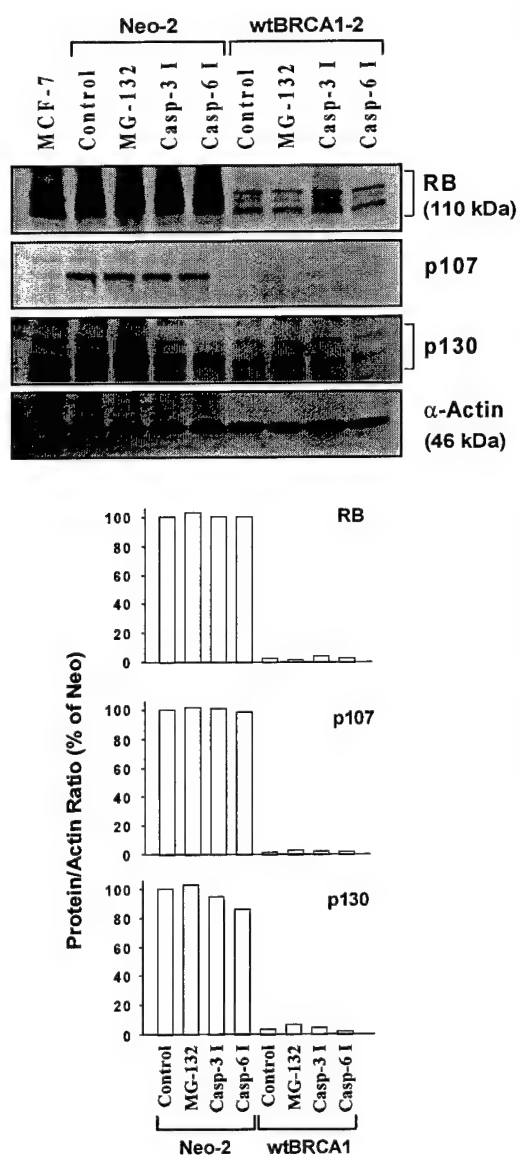 Neo-2 wtBRCA1-2
MCF-7 Control MG-132 Casp-3 I Casp-6 I Control MG-132 Casp-3 I Casp-6 I
RB
(110 kDa)
p107
p130
α-Actin
(46 kDa)
Protein/Actin Ratio (% of Neo)
RB
100
80
60
40
20
0
p107
100
80
60
40
20
0
p130
100
80
60
40
20
0
Control MG-132 Casp-3 I Casp-6 I Control MG-132 Casp-3 I Casp-6 I
Neo-2 wtBRCA1